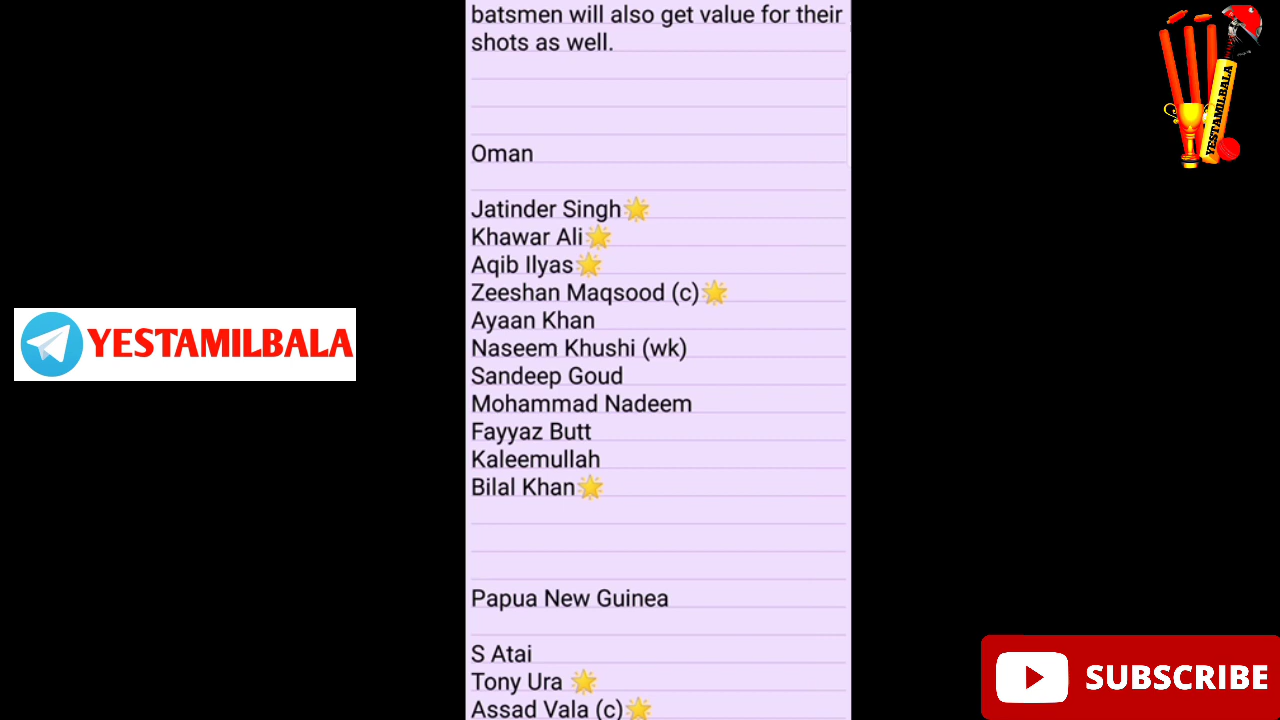 batsmen will also get value for their
shots as well.
Oman
Jatinder Singh🌟
Khawar Ali🌟
Aqib Ilyas🌟
Zeeshan Maqsood (c)🌟
Ayaan Khan
Naseem Khushi (wk)
Sandeep Goud
Mohammad Nadeem
Fayyaz Butt
Kaleemullah
Bilal Khan🌟
Papua New Guinea
S Atai
Tony Ura 🌟
Assad Vala (c)🌟
YESTAMILBALA
YESTAMILBALA
SUBSCRIBE